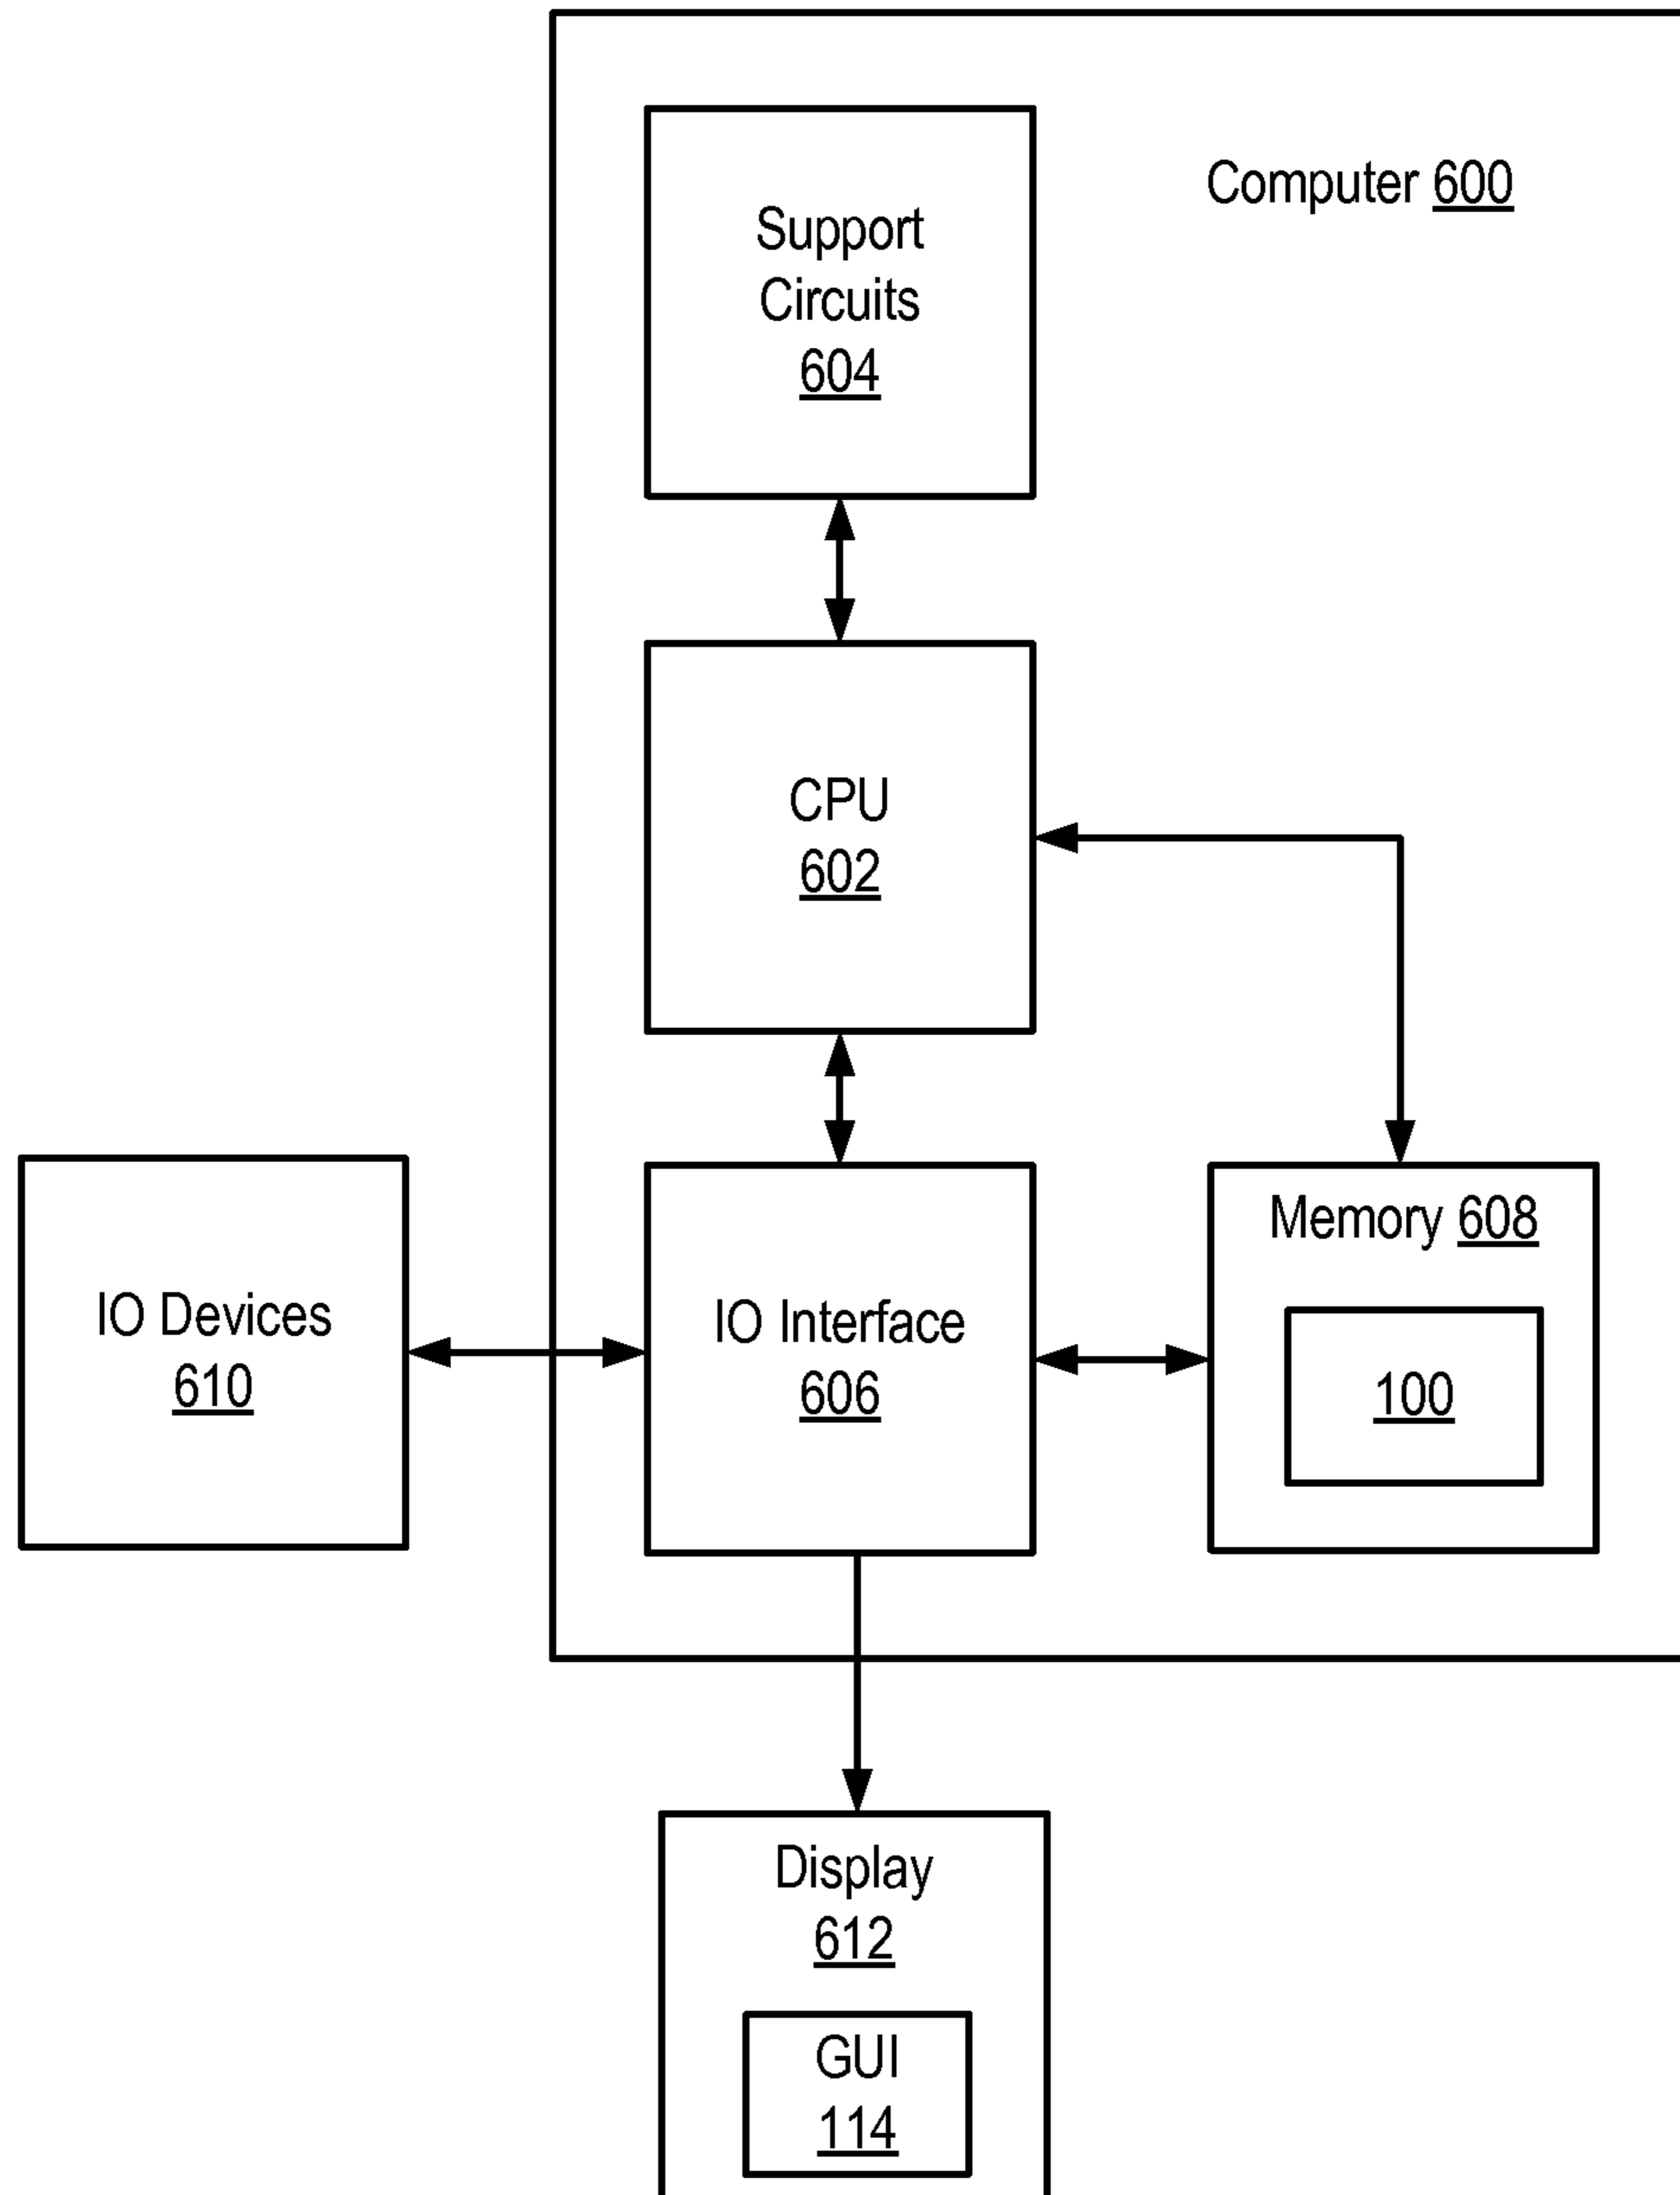 Computer 600
Support
Circuits
604
CPU
602
IO Devices
610
IO Interface
606
Memory 608
100
Display
612
GUI
114